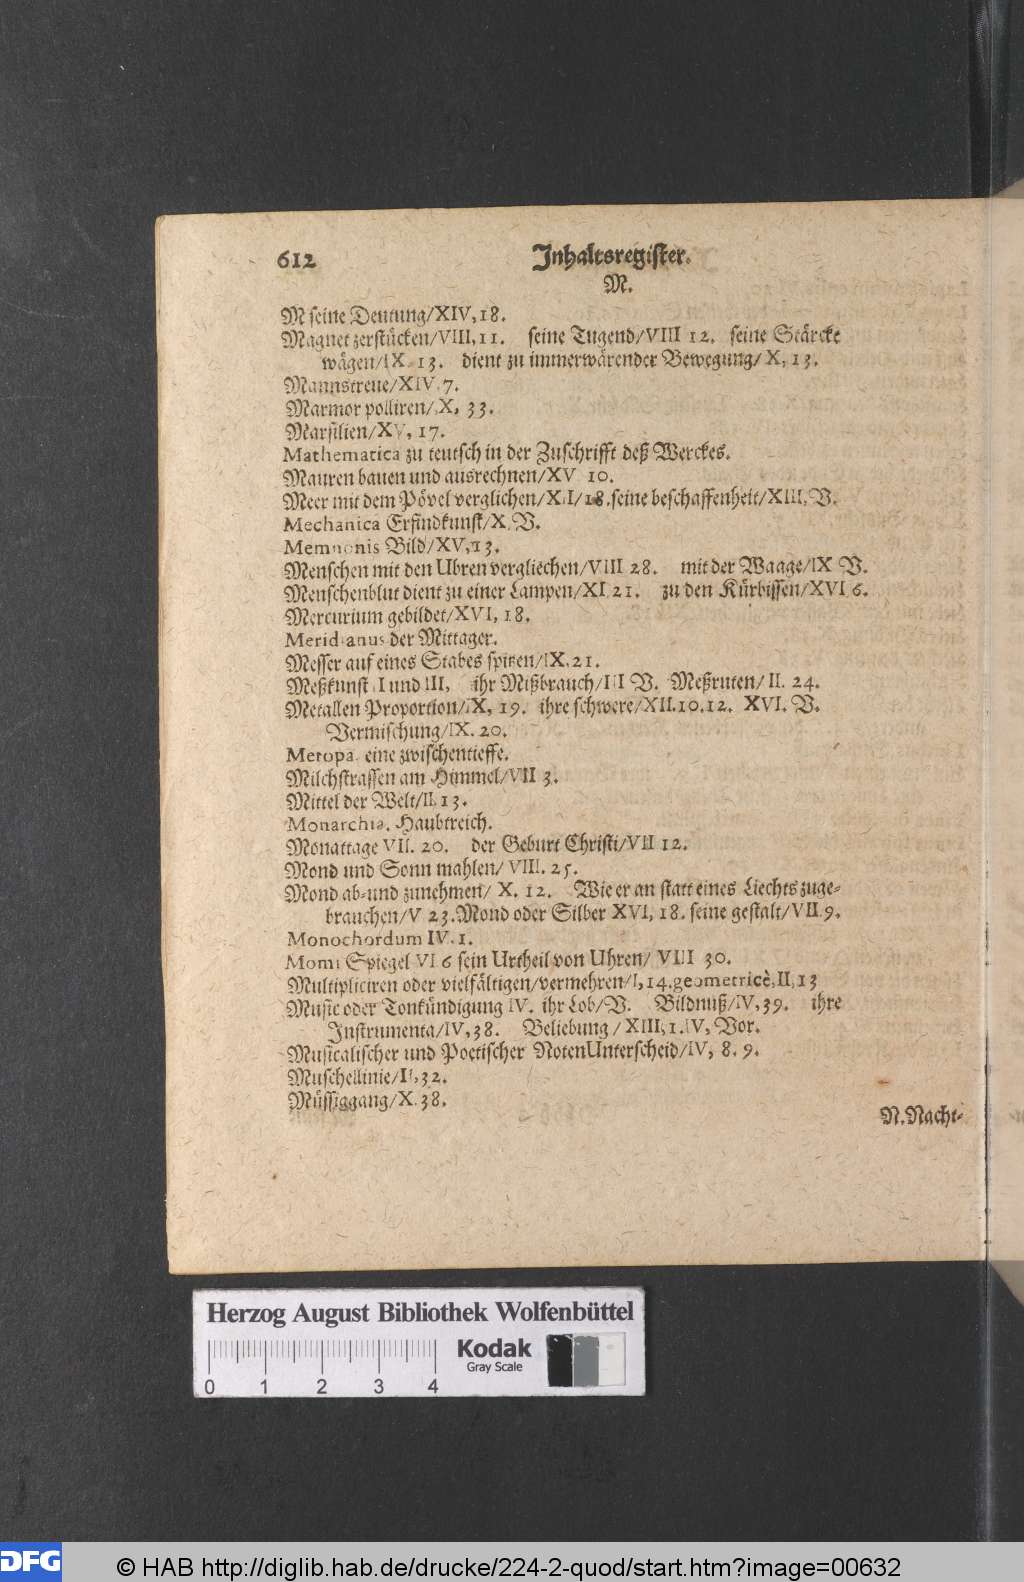 612 Inhaltsregister.
M.
M seine Deutung/XIV, 18.
Magnet zerstücken/VIII, 11. seine Tugend/VIIII 12. seine Stärcke
wägen/IX. 13. dient zu immerwärender Bewegung/X, 13.
Mannstreue/XIV. 7.
Marmor polliren/X, 33.
Marsilien/XV, 17.
Mathematica zu teutsch in der Zuschrifft deß Werckes.
Mauren bauen und ausrechnen/XV 10.
Meer mit dem Pövel verglichen/XII/18. seine beschaffenheit/XIII, V.
Mechanica Erfindkunst/X, V.
Memnonis Bild/XV, 13.
Menschen mit den Uhren vergliechen/VIIII 28. mit der Waage/IX V.
Menschenblut dient zu einer Lampen/XI 21. zu den Kürbissen/XVI 6.
Mercurium gebildet/XVI, 18.
Meridianus der Mittager.
Messer auf eines Stabes spitzen/IX. 21.
Meßkunst II und III, ihr Mißbrauch/III V. Meßruten/II. 24.
Metallen Proportion/IX, 19. ihre schwere/XII. 10. 12. XVI. V.
Vermischung/IX. 20.
Metopa. eine zwischentieffe.
Milchstrassen am Himmel/VII 3.
Mittel der Welt/II. 13.
Monarchia. Haubtreich.
Monattage VII. 20. der Geburt Christi/VII 12.
Mond und Sonn mahlen/ VIII. 25.
Mond ab-und zunehmen/ X. 12. Wie er an statt eines Liechts zuge-
brauchen/V 23. Mond oder Silber XVI, 18. seine gestalt/VII 9.
Monochordum IV. 1.
Momi Spiegel VI 6 sein Urtheil von Uhren/ VIIII 30.
Multipliciren oder vielfältigen/vermehren/I, 14. geometricè, II, 13
Music oder Tonkündigung IV. ihr Lob/V. Bildnuß/IV, 39. ihre
Instrumenta/IV, 38. Beliebung/XIII, 1. IV, Vor.
Musicalischer und Poetischer Noten Unterscheid/IV, 8. 9.
Muschellinie/II, 32.
Müssiggang/X. 38.
N. Nacht-
Herzog August Bibliothek Wolfenbüttel
Kodak
Gray Scale
0 1 2 3 4
DFG © HAB http://diglib.hab.de/drucke/224-2-quod/start.htm?image=00632